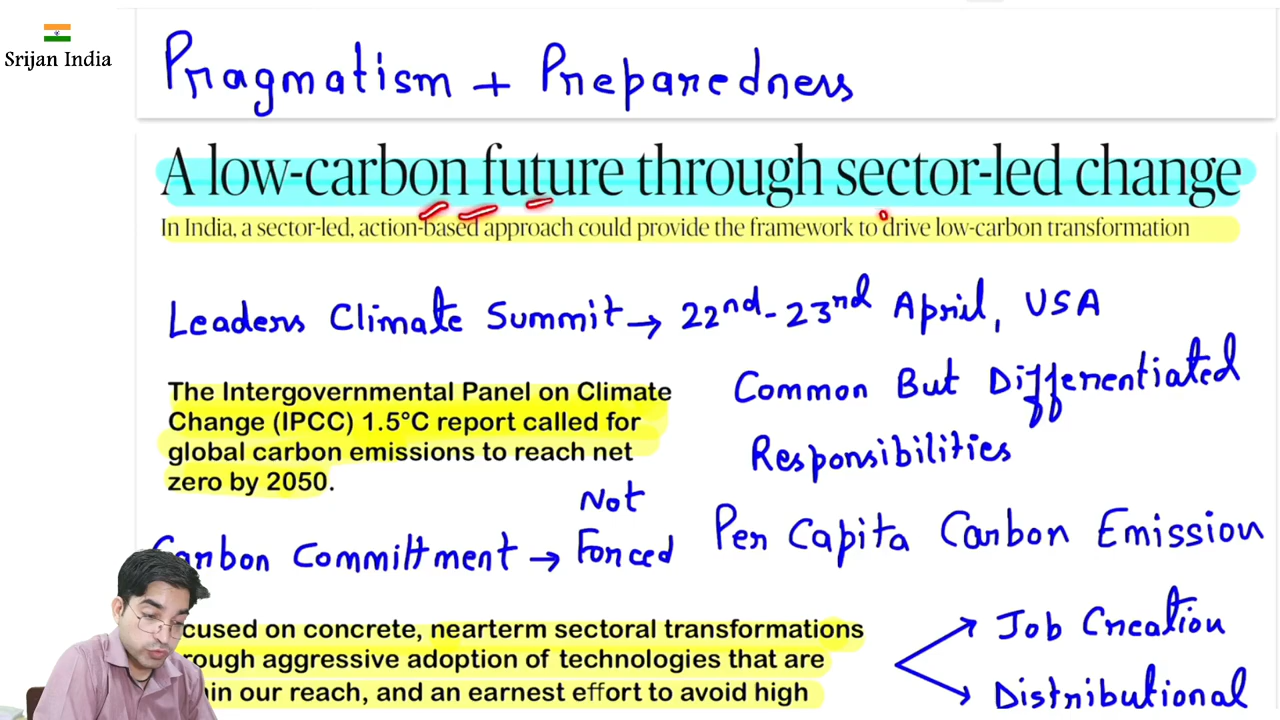 Srijan India
Pragmatism + Preparedness
A low-carbon future through sector-led change
In India, a sector-led, action-based approach could provide the framework to drive low-carbon transformation
Leaders Climate Summit → 22nd - 23rd April, USA
The Intergovernmental Panel on Climate
Change (IPCC) 1.5°C report called for
global carbon emissions to reach net
zero by 2050.
Common But Differentiated
Responsibilities
Not
Carbon Committment → Forced
Per Capita Carbon Emission
cused on concrete, nearterm sectoral transformations
rough aggressive adoption of technologies that are
in our reach, and an earnest effort to avoid high
Job Creation
Distributional